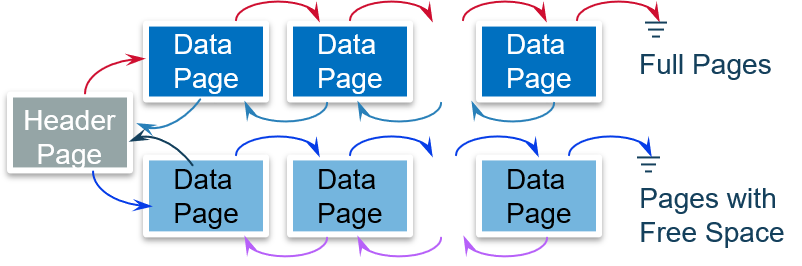 Data
Page
Data
Page
Data
Page
Full Pages
Header
Page
Data
Page
Data
Page
Data
Page
Pages with
Free Space